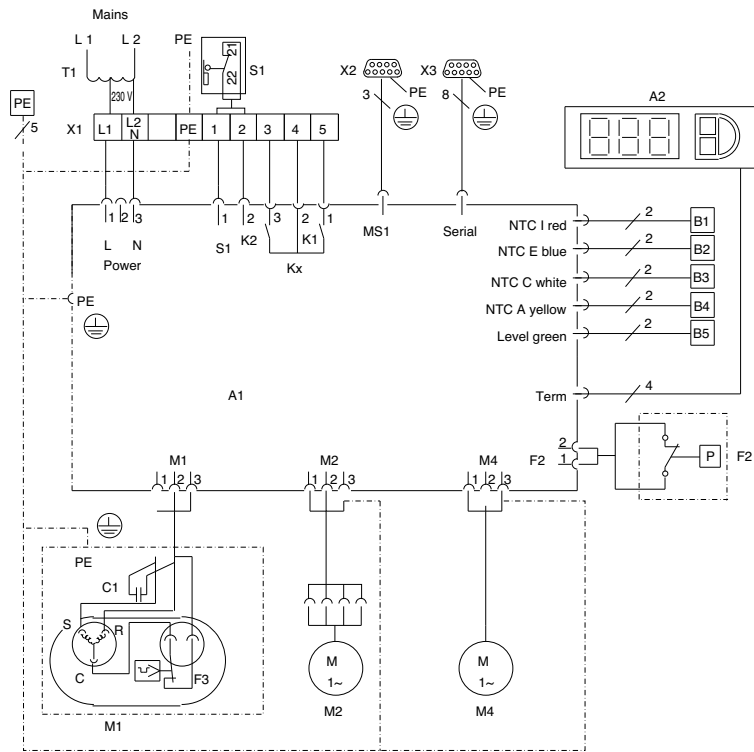 Mains
L 1 L 2 PE
21
22
S1
T1
230 V
X2 X3
PE PE
3 8
A2
PE
5
X1 L1 L2 N PE 1 2 3 4 5
1 2 3 1 2 3 2 1
L N S1 K2 K1 MS1 Serial
Power Kx
NTC I red 2 B1
NTC E blue 2 B2
NTC C white 2 B3
NTC A yellow 2 B4
Level green 2 B5
PE
A1
Term 4
F2 2 1 P F2
M1 M2 M4
1 2 3 1 2 3 1 2 3
PE
C1
S R
C F3
M 1~ M 1~
M1 M2 M4